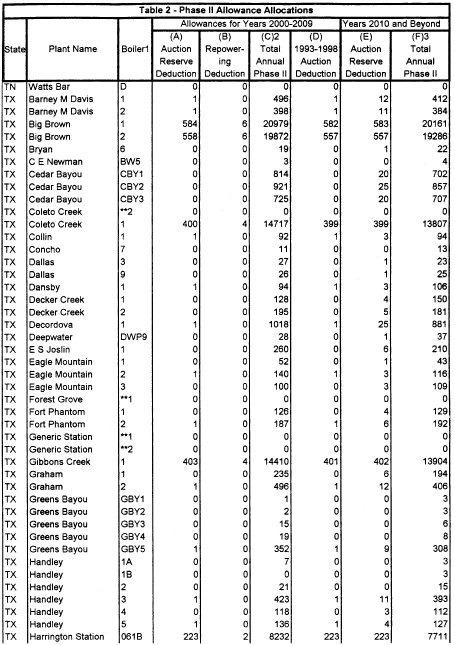 Table 2 - Phase II Allowance Allocations
Allowances for Years 2000-2009 Years 2010 and Beyond
(A) (B) (C)2 (D) (E) (F)3
Auction Repower- Total 1993-1998 Auction Total
State Plant Name Boiler1 Reserve ing Annual Auction Reserve Annual
Deduction Deduction Phase II Deduction Deduction Phase II
TN Watts Bar D 0 0 0 0 0 0
TX Barney M Davis 1 1 0 496 1 12 412
TX Barney M Davis 2 1 0 398 1 11 384
TX Big Brown 1 584 6 20979 582 583 20161
TX Big Brown 2 558 6 19872 557 557 19286
TX Bryan 6 0 0 19 0 1 22
TX C E Newman BW5 0 0 3 0 0 4
TX Cedar Bayou CBY1 0 0 814 0 20 702
TX Cedar Bayou CBY2 0 0 921 0 25 857
TX Cedar Bayou CBY3 0 0 725 0 20 707
TX Coleto Creek **2 0 0 0 0 0 0
TX Coleto Creek 1 400 4 14717 399 399 13807
TX Collin 1 1 0 92 1 3 94
TX Concho 7 0 0 11 0 0 13
TX Dallas 3 0 0 27 0 1 23
TX Dallas 9 0 0 26 0 1 25
TX Dansby 1 1 0 94 1 3 106
TX Decker Creek 1 0 0 128 0 4 150
TX Decker Creek 2 0 0 195 0 5 181
TX Decordova 1 1 0 1018 1 25 881
TX Deepwater DWP9 0 0 28 0 1 37
TX E S Joslin 1 0 0 260 0 6 210
TX Eagle Mountain 1 0 0 52 0 1 43
TX Eagle Mountain 2 1 0 140 1 3 116
TX Eagle Mountain 3 0 0 100 0 3 109
TX Forest Grove **1 0 0 0 0 0 0
TX Fort Phantom 1 0 0 126 0 4 129
TX Fort Phantom 2 1 0 187 1 6 192
TX Generic Station **1 0 0 0 0 0 0
TX Generic Station **2 0 0 0 0 0 0
TX Gibbons Creek 1 403 4 14410 401 402 13904
TX Graham 1 0 0 235 0 6 194
TX Graham 2 1 0 496 1 12 406
TX Greens Bayou GBY1 0 0 1 0 0 3
TX Greens Bayou GBY2 0 0 2 0 0 3
TX Greens Bayou GBY3 0 0 15 0 0 6
TX Greens Bayou GBY4 0 0 19 0 0 8
TX Greens Bayou GBY5 1 0 352 1 9 308
TX Handley 1A 0 0 7 0 0 3
TX Handley 1B 0 0 0 0 0 3
TX Handley 2 0 0 21 0 0 15
TX Handley 3 1 0 423 1 11 393
TX Handley 4 0 0 118 0 3 112
TX Handley 5 1 0 136 1 4 127
TX Harrington Station 061B 223 2 8232 223 223 7711